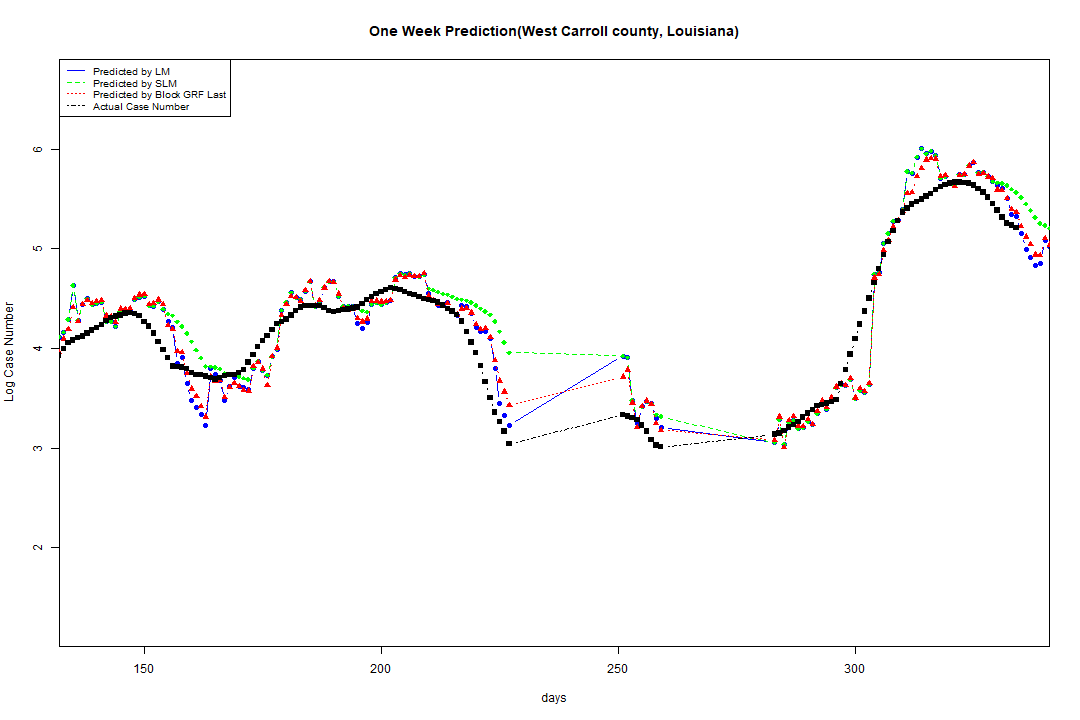 One Week Prediction(West Carroll county, Louisiana)
Predicted by LM
Predicted by SLM
Predicted by Block GRF Last
Actual Case Number
Log Case Number
6
5
4
3
2
150
200
250
300
days